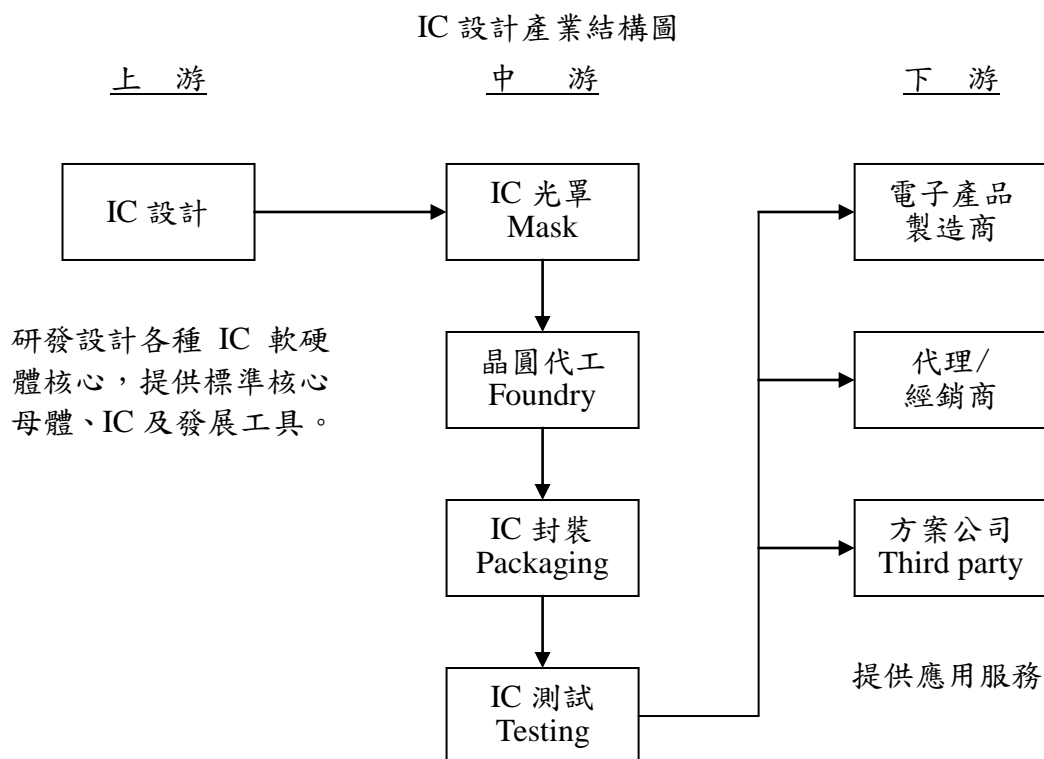 IC 設計產業結構圖
上 游
中 游
下 游
IC 設計
研發設計各種 IC 軟硬
體核心，提供標準核心
母體、IC 及發展工具。
IC 光罩
Mask
晶圓代工
Foundry
IC 封裝
Packaging
IC 測試
Testing
電子產品
製造商
代理/
經銷商
方案公司
Third party
提供應用服務